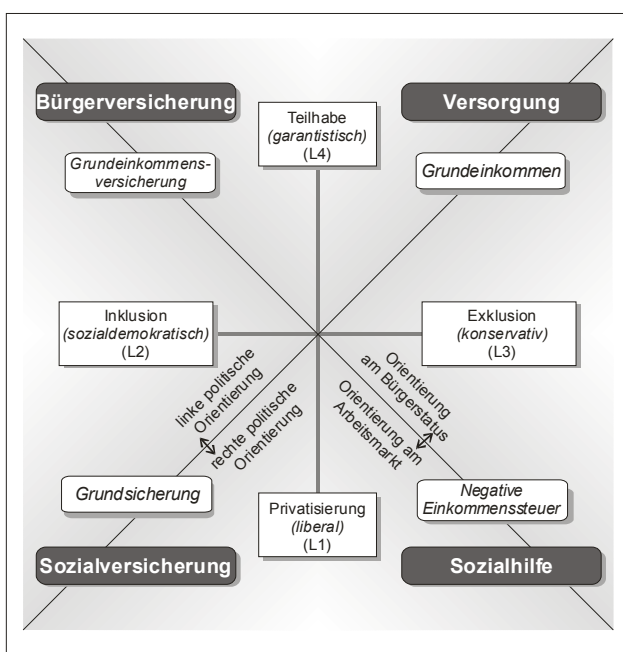 Bürgerversicherung
Versorgung
Teilhabe
(garantistisch)
(L4)
Grundeinkommens-
versicherung
Grundeinkommen
Inklusion
(sozialdemokratisch)
(L2)
Exklusion
(konservativ)
(L3)
linke politische
Orientierung
rechte politische
Orientierung
Orientierung
am Bürgerstatus
Orientierung am
Arbeitsmarkt
Grundsicherung
Privatisierung
(liberal)
(L1)
Negative
Einkommenssteuer
Sozialversicherung
Sozialhilfe